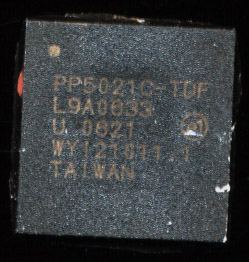 PP5021C-TDF
L9A0833
U 0621
WY121811.1
TAIWAN